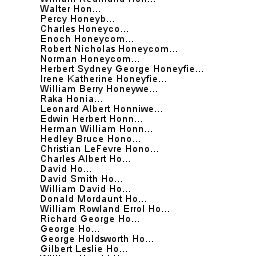 Walter Hon...
Percy Honeyb...
Charles Honeyco...
Enoch Honeycom...
Robert Nicholas Honeycom...
Norman Honeycom...
Herbert Sydney George Honeyfie...
Irene Katherine Honeyfie...
William Berry Honeywe...
Raka Honia...
Leonard Albert Honniwe...
Edwin Herbert Honn...
Herman William Honn...
Hedley Bruce Hono...
Christian LeFevre Hono...
Charles Albert Ho...
David Ho...
David Smith Ho...
William David Ho...
Donald Mordaunt Ho...
William Rowland Errol Ho...
Richard George Ho...
George Ho...
George Holdsworth Ho...
Gilbert Leslie Ho...